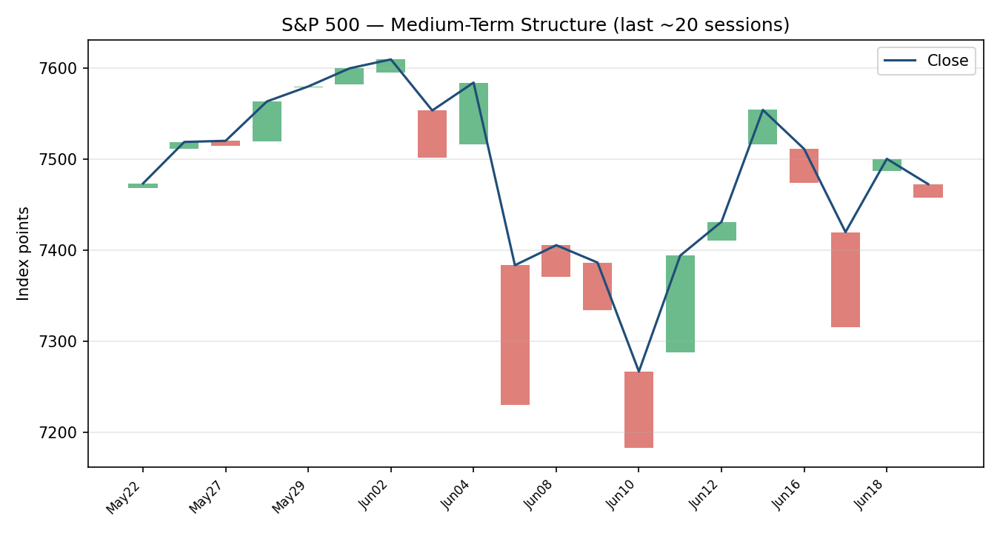 S&P 500 — Medium-Term Structure (last ~20 sessions)
Close
Index points
7600
7500
7400
7300
7200
May22
May27
May29
Jun02
Jun04
Jun08
Jun10
Jun12
Jun16
Jun18